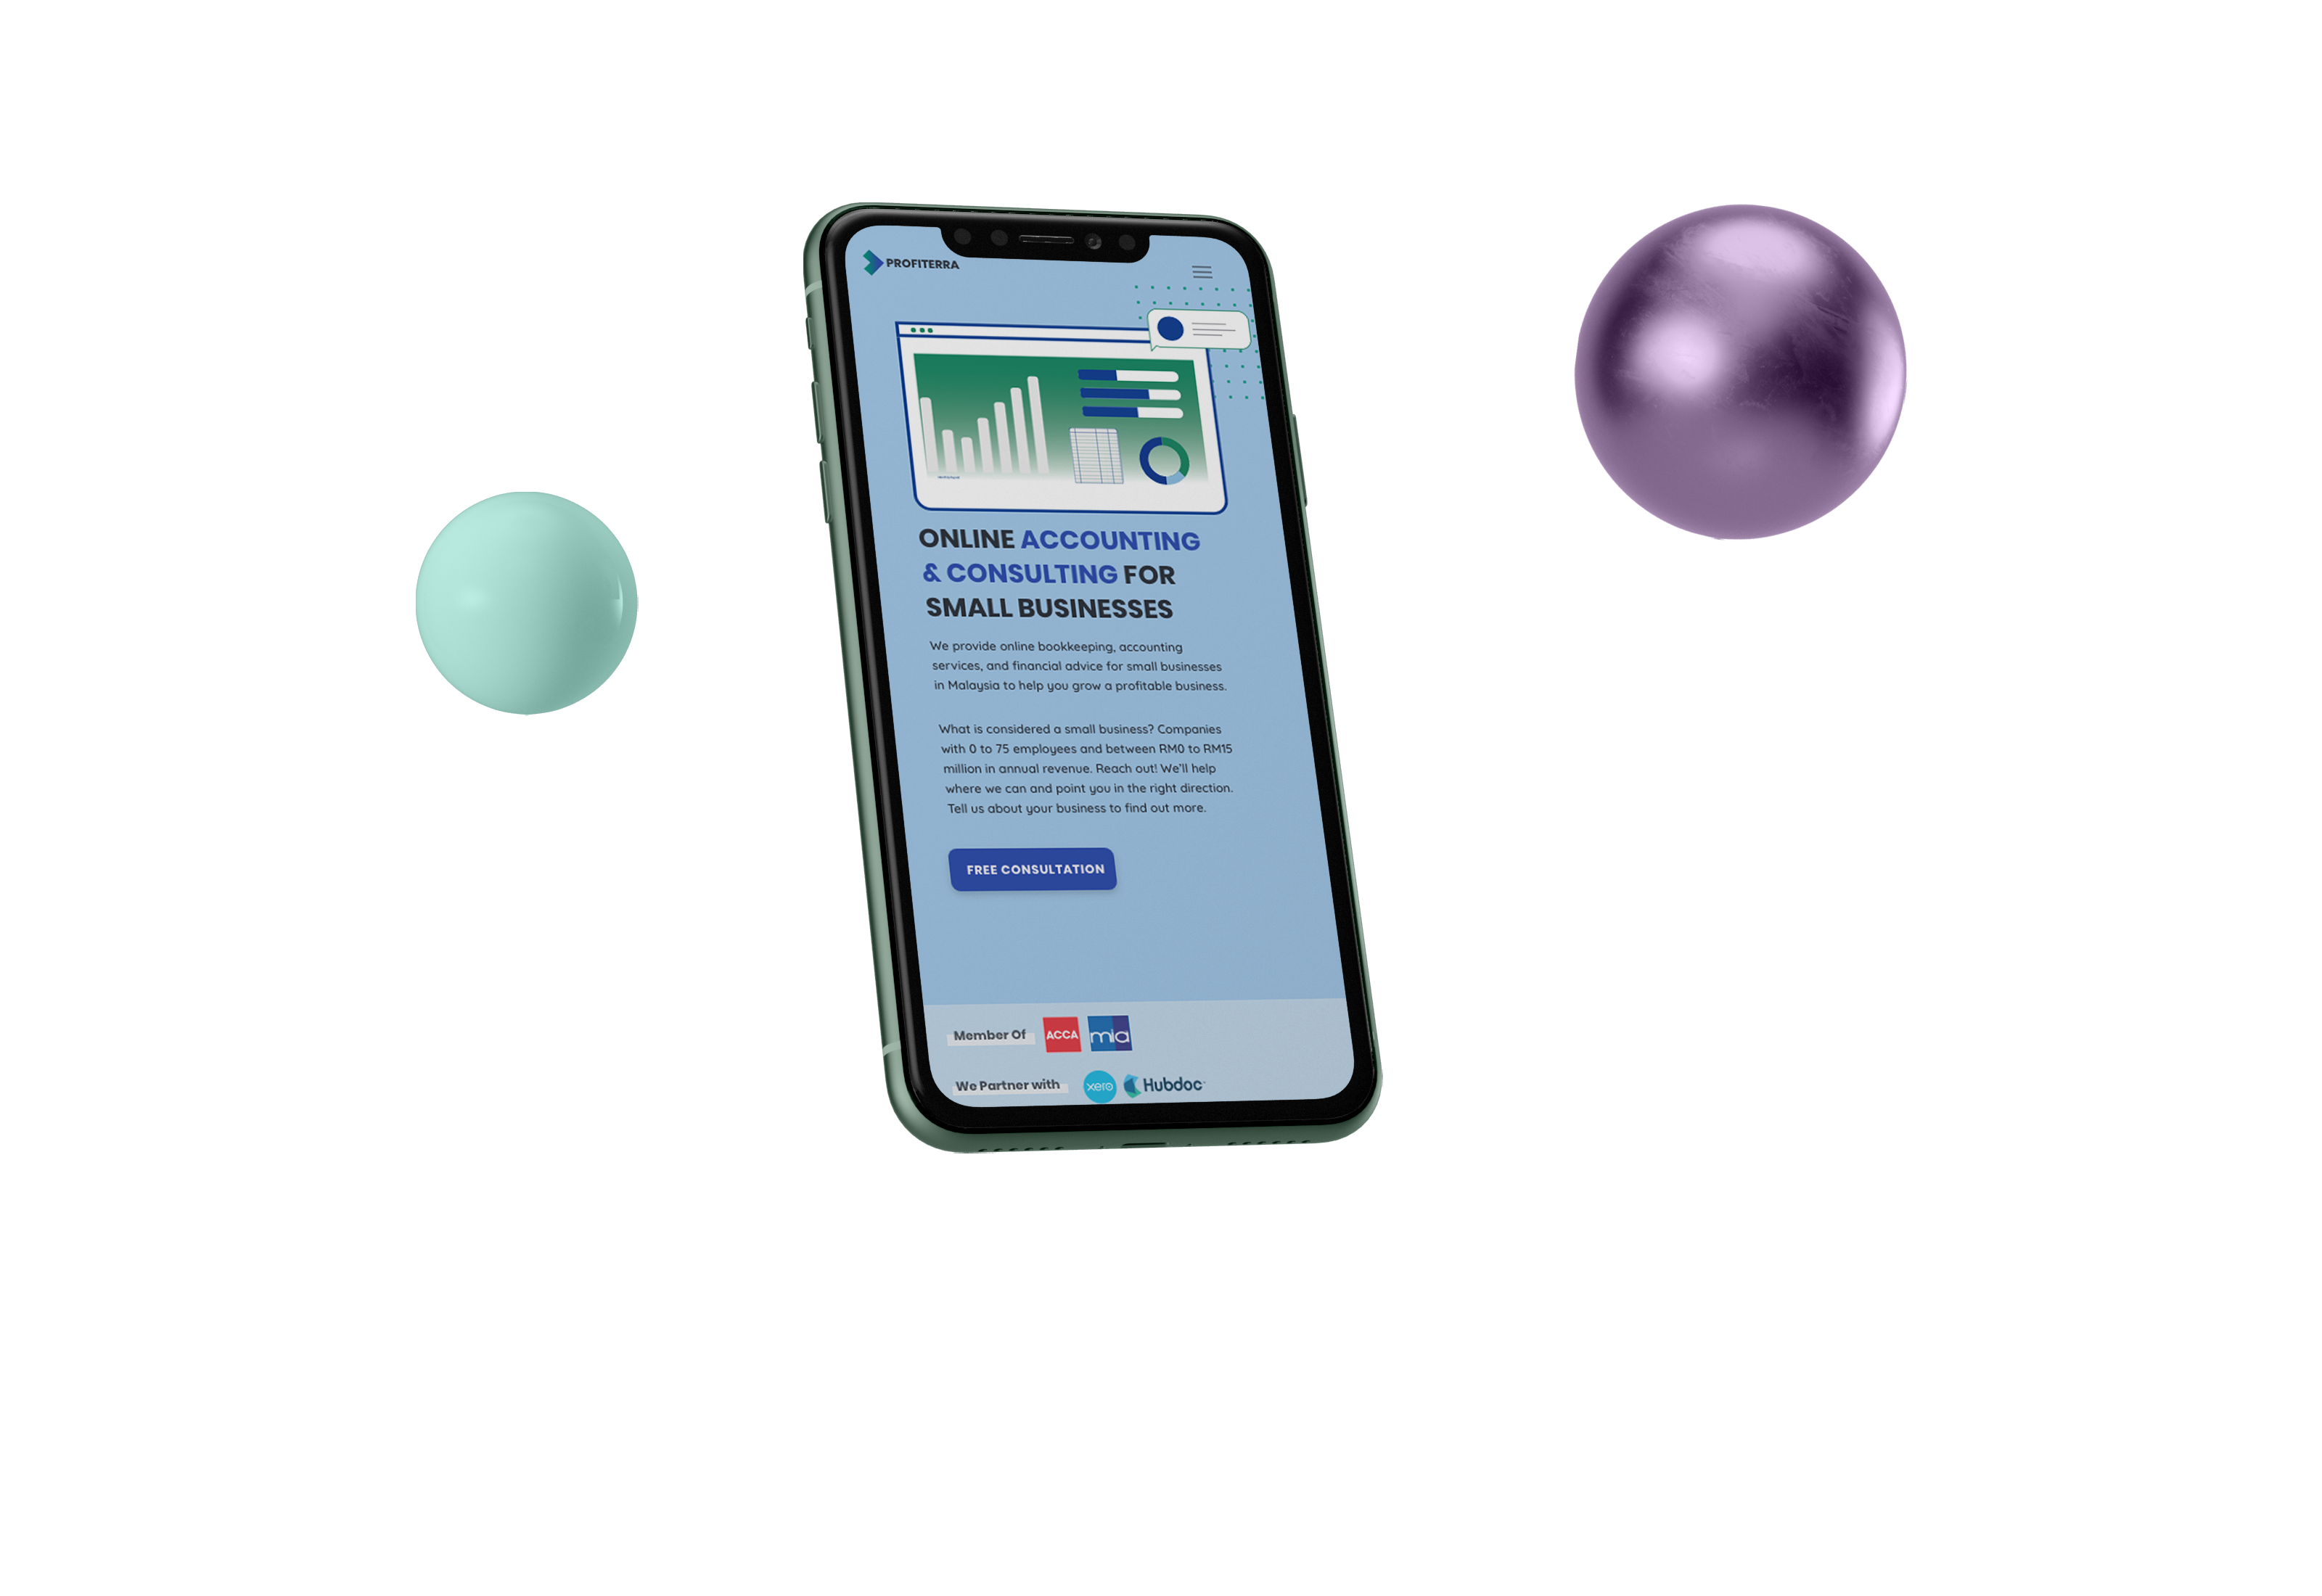 PROFITERRA
ONLINE ACCOUNTING
& CONSULTING FOR
SMALL BUSINESSES
We provide online bookkeeping, accounting
services, and financial advice for small businesses
in Malaysia to help you grow a profitable business.
What is considered a small business? Companies
with 0 to 75 employees and between RM0 to RM15
million in annual revenue. Reach out! We'll help
where we can and point you in the right direction.
Tell us about your business to find out more.
FREE CONSULTATION
Member Of ACCA mia
We Partner with xero Hubdoc